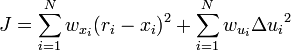 J = \sum_{i=1}^{N} w_{x_i} (r_i - x_i)^2 + \sum_{i=1}^{N} w_{u_i} \Delta {u_i}^2